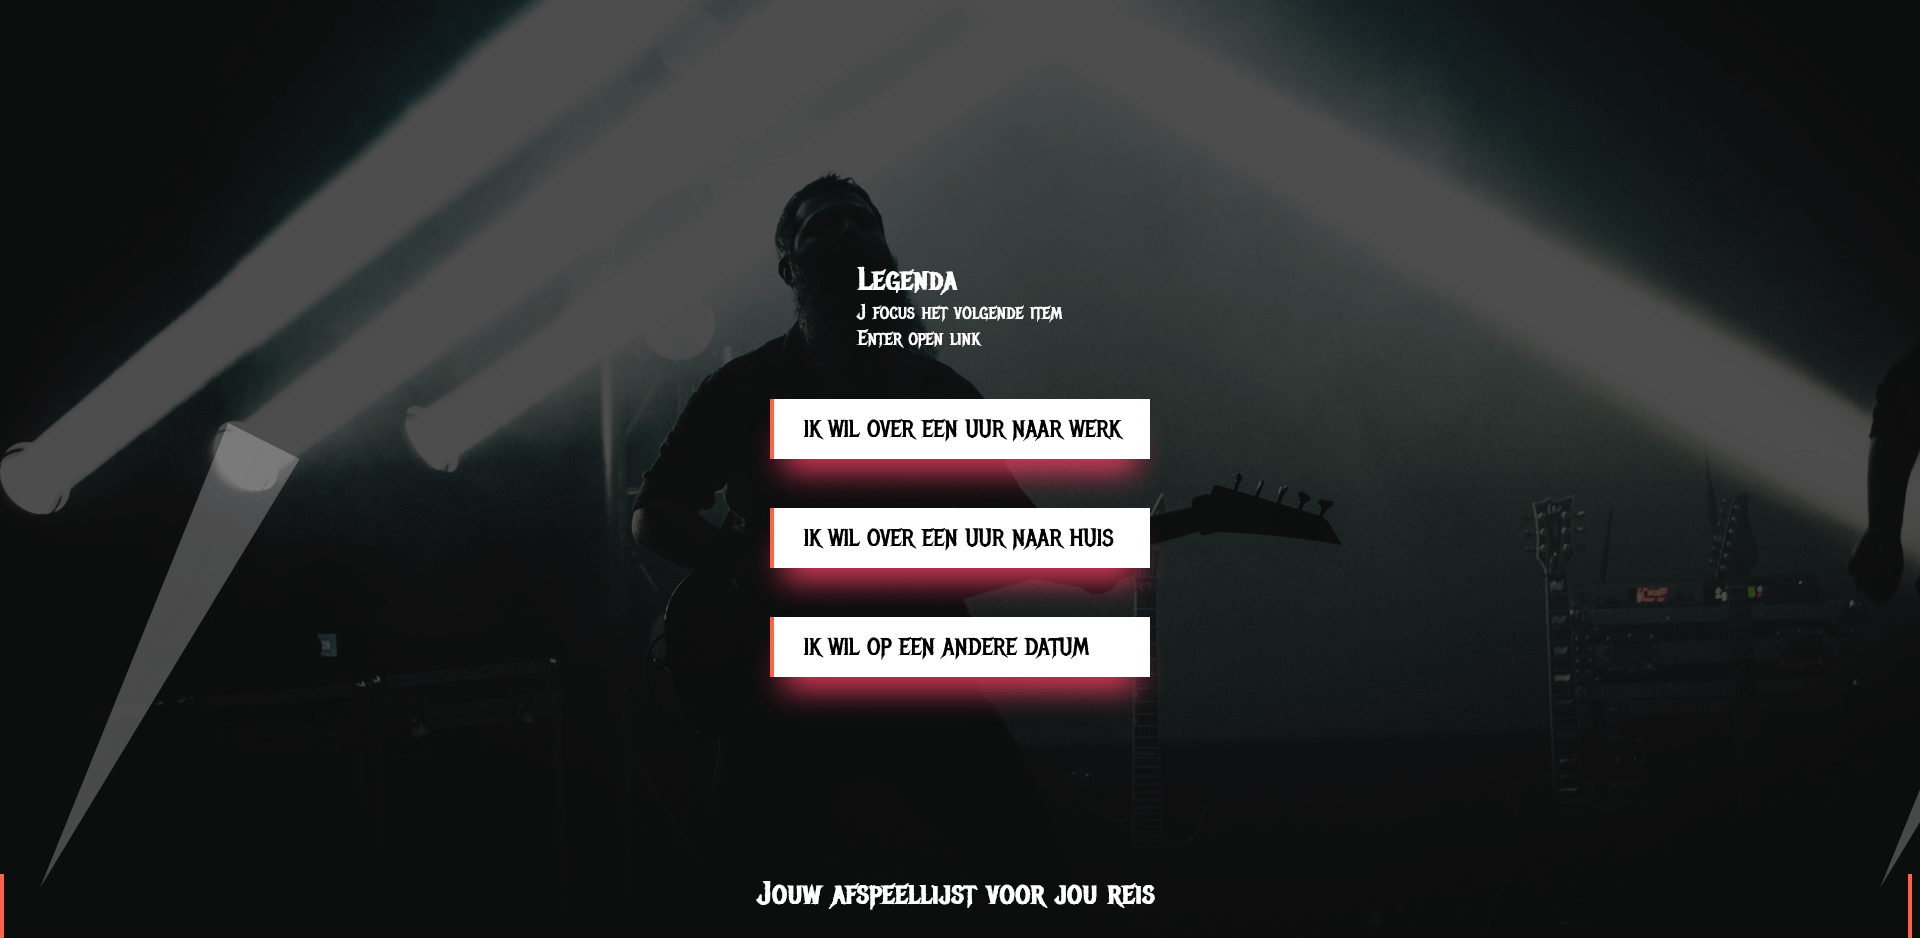 Legenda
J focus het volgende item
Enter open link
IK WIL OVER EEN UUR NAAR WERK
IK WIL OVER EEN UUR NAAR HUIS
IK WIL OP EEN ANDERE DATUM
Jouw afspeellijst voor jou reis